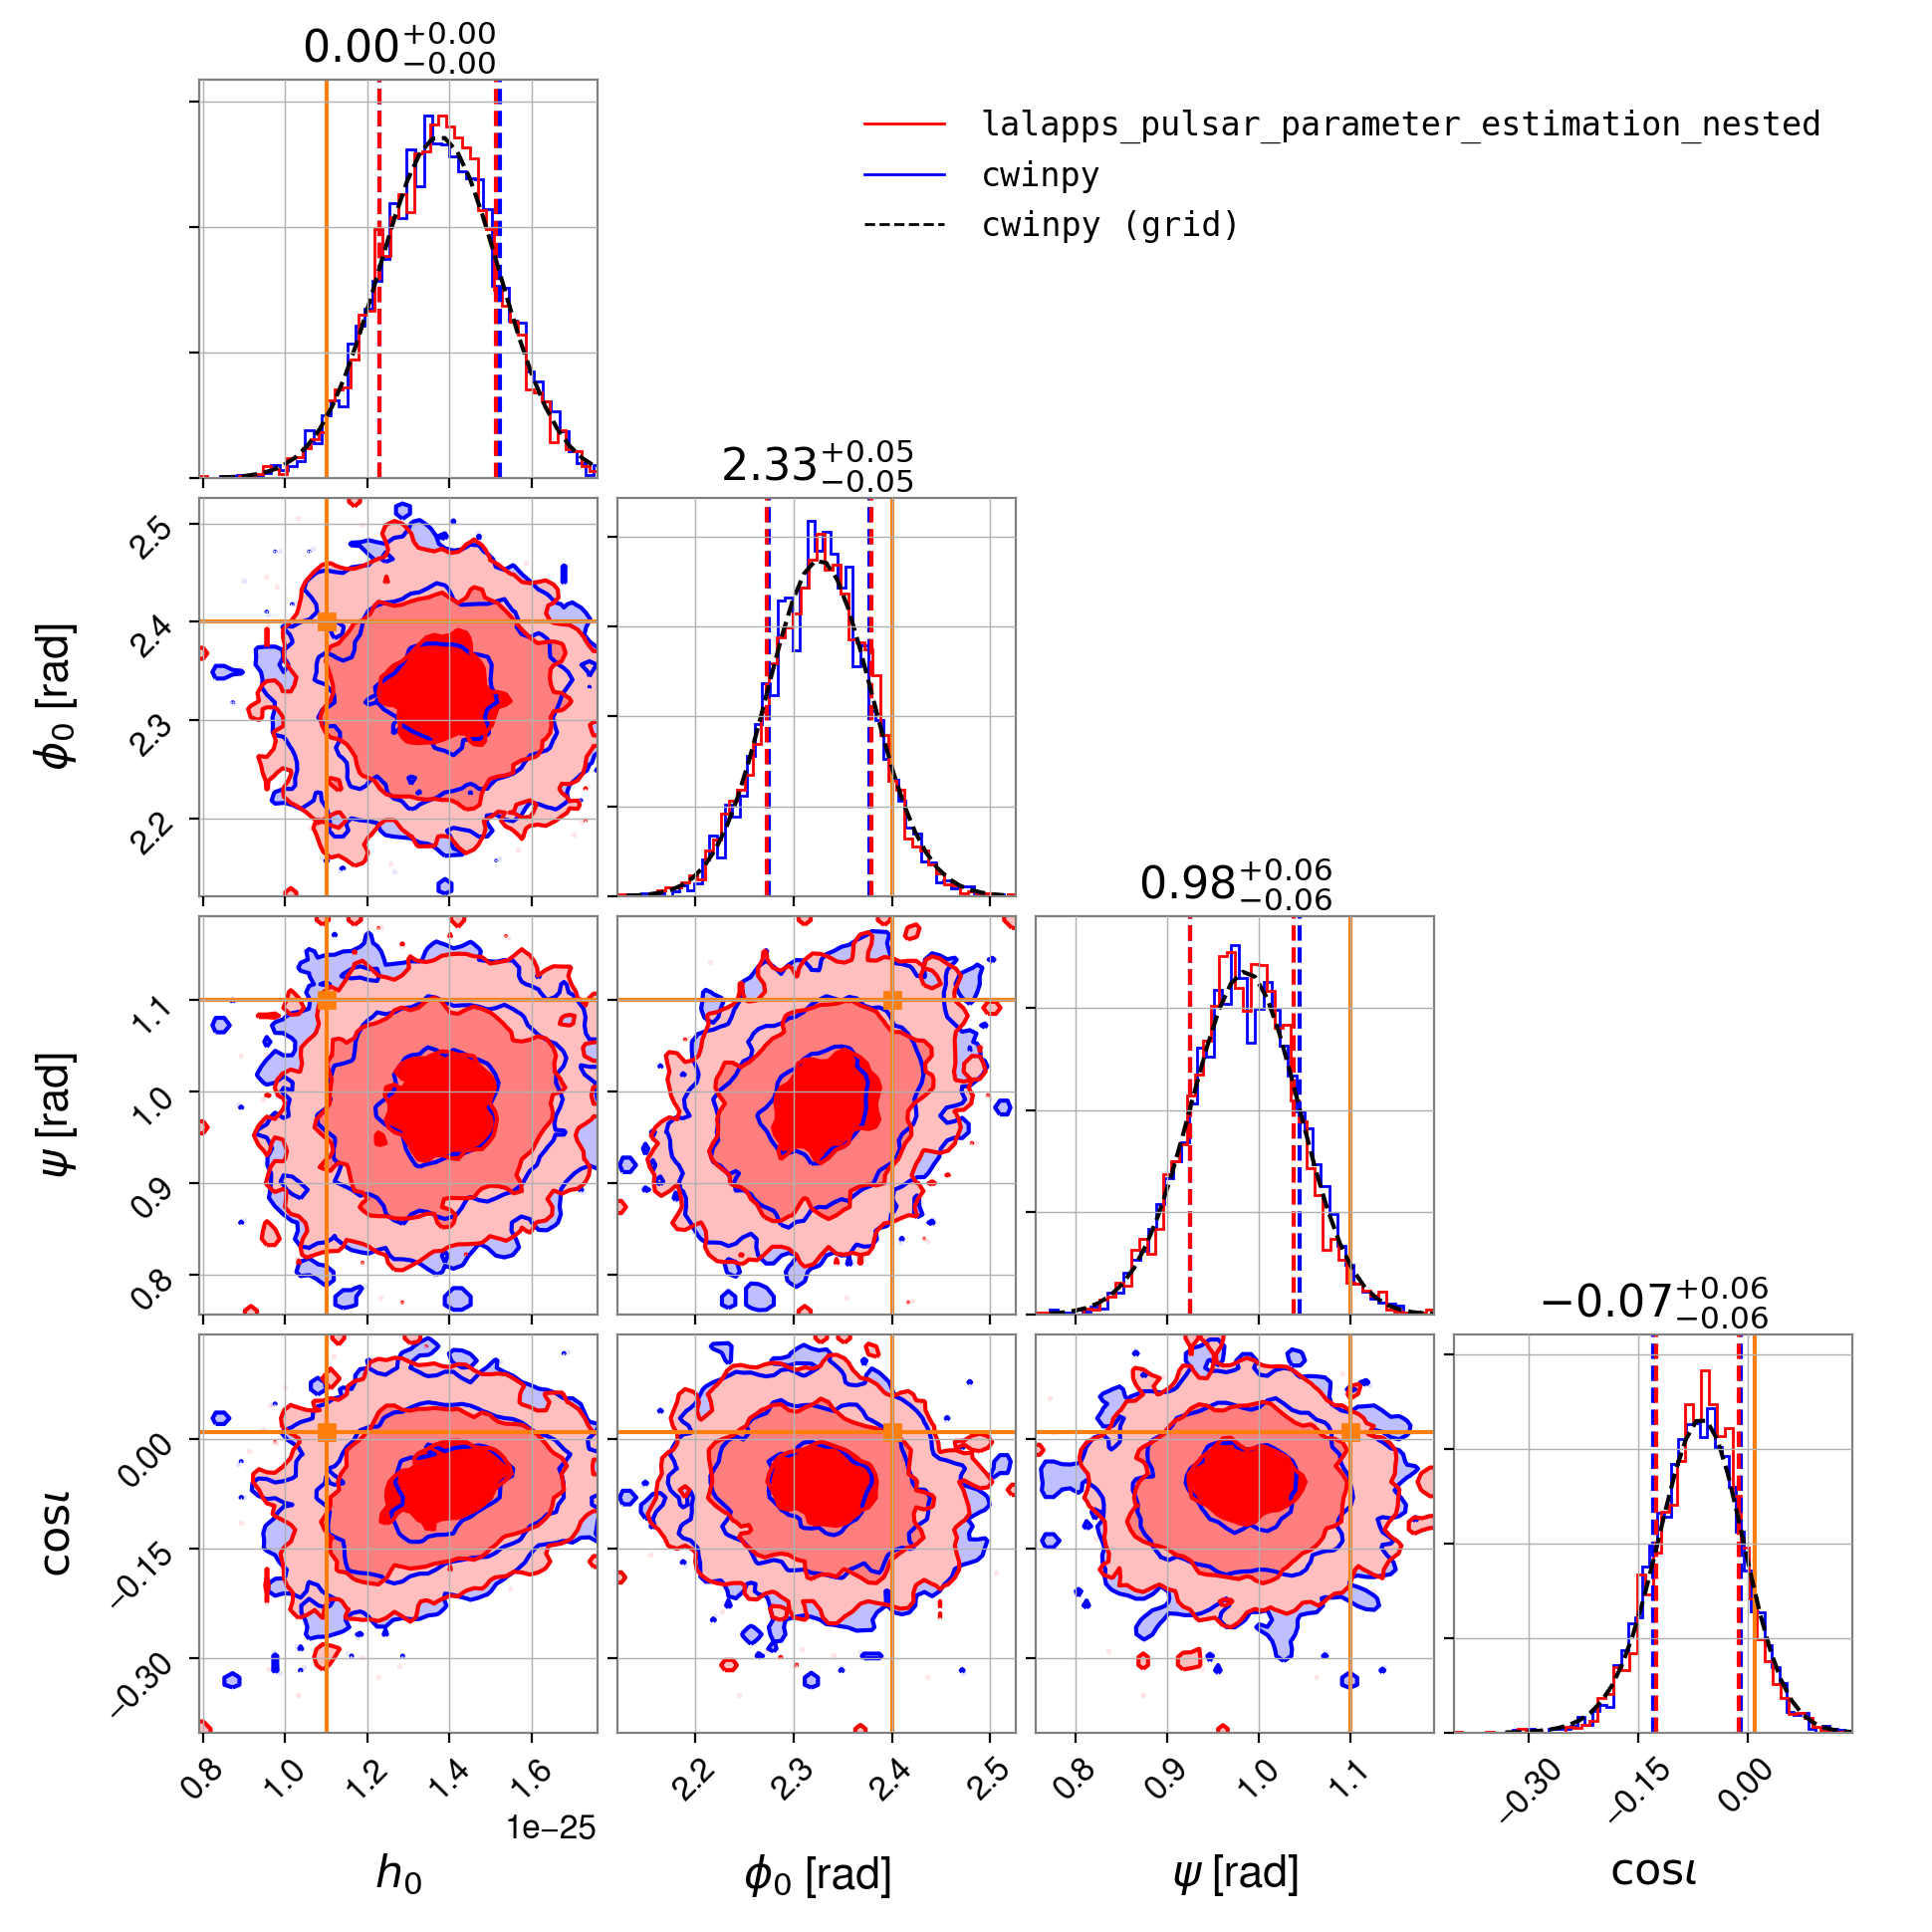 0.00+0.00−0.00
lalapps_pulsar_parameter_estimation_nested
cwinpy
cwinpy (grid)
2.33+0.05−0.05
ϕ0 [rad]
2.5
2.4
2.3
2.2
0.98+0.06−0.06
ψ [rad]
1.1
1.0
0.9
0.8
−0.07+0.06−0.06
cosι
0.00
−0.15
−0.30
0.8 1.0 1.2 1.4 1.6 2.2 2.3 2.4 2.5 0.8 0.9 1.0 1.1 −0.30 −0.15 0.00
1e−25
h0 ϕ0 [rad] ψ [rad] cosι